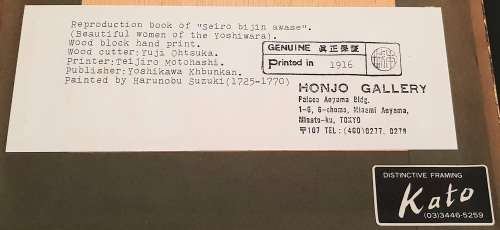 Reproduction book of "Seiro bijin awase".
(Beautiful women of the Yoshiwara).
Wood block hand print.
Wood cutter:Yuji Ohtsuka.
Printer:Teijiro Motohashi.
Publisher:Yoshikawa Khbunkan.
Painted by Harunobu Suzuki(1725-1770)
GENUINE 眞正保証
Printed in 1916
HONJO GALLERY
Palace Aoyama Bldg.
1-6, 6-chome, Minami Aoyama,
Minato-ku, TOKYO
〒107 TEL:(460)0277. 0279
DISTINCTIVE FRAMING
Kato
(03)3446-5259